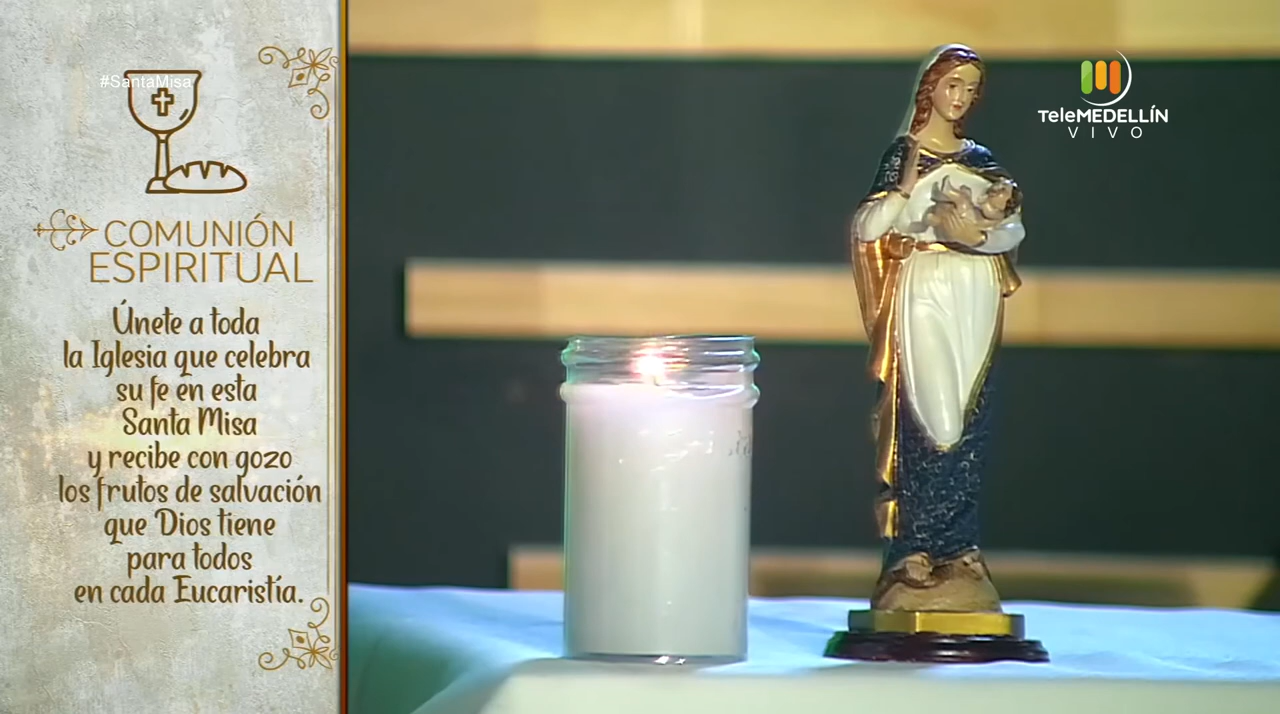 #SantaMisa
COMUNIÓN
ESPIRITUAL
Únete a toda
la Iglesia que celebra
su fe en esta
Santa Misa
y recibe con gozo
los frutos de salvación
que Dios tiene
para todos
en cada Eucaristía.
TeleMEDELLÍN
VIVO